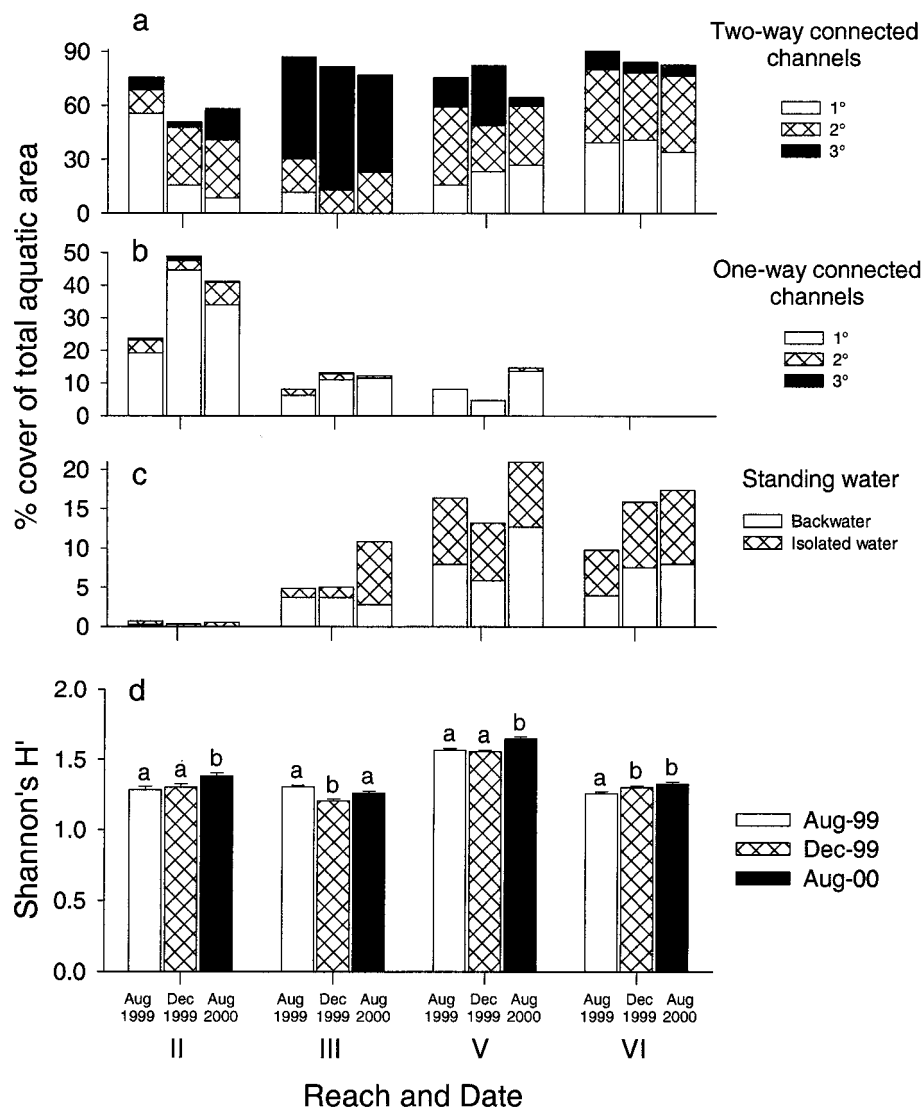 a
Two-way connected
channels
1°
2°
3°
90
60
30
0
b
One-way connected
channels
1°
2°
3°
50
40
30
20
10
0
% cover of total aquatic area
c
Standing water
Backwater
Isolated water
20
15
10
5
0
d
2.0
1.5
1.0
0.5
0.0
Shannon's H'
a a b
a b a
a a b
a b b
Aug-99
Dec-99
Aug-00
Aug Dec Aug Aug Dec Aug Aug Dec Aug Aug Dec Aug
1999 1999 2000 1999 1999 2000 1999 1999 2000 1999 1999 2000
II III V VI
Reach and Date